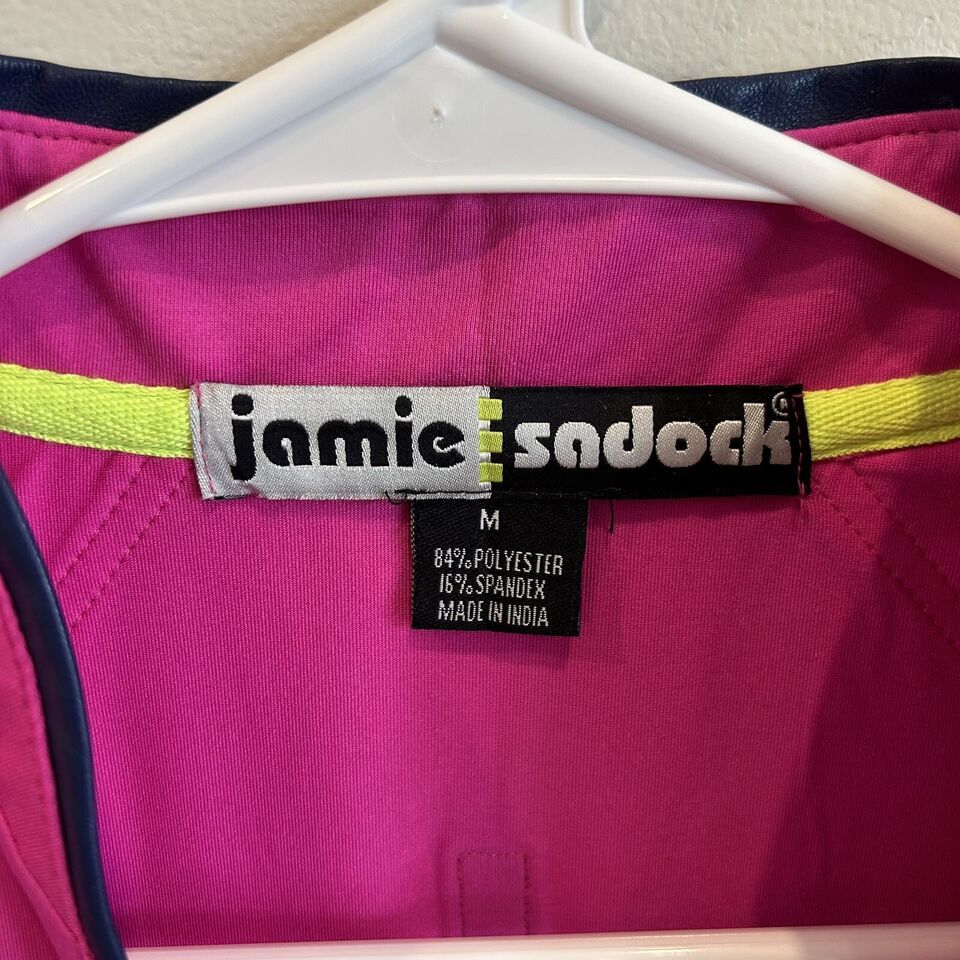 jamie sadock®
M
84% POLYESTER
16% SPANDEX
MADE IN INDIA